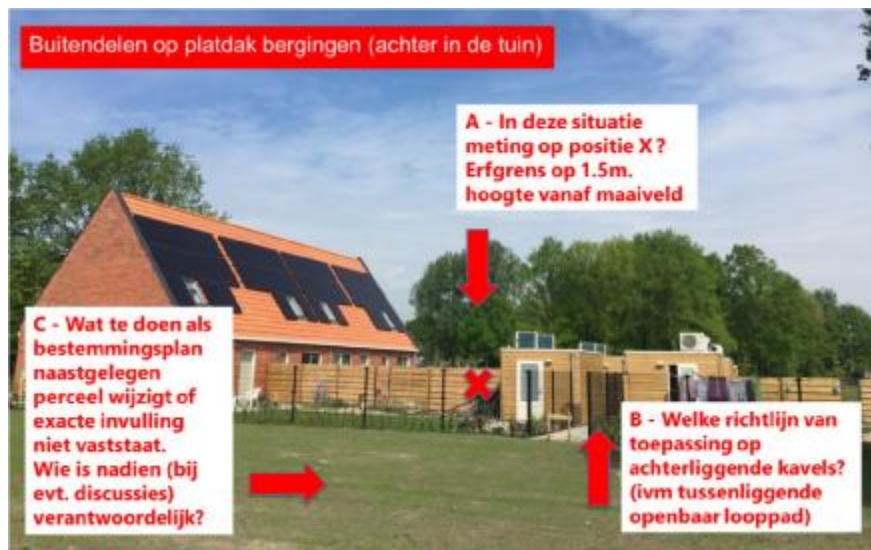 Buitendelen op platdak bergingen (achter in de tuin)
A - In deze situatie
meting op positie X ?
Erfgrens op 1.5m.
hoogte vanaf maaiveld
C - Wat te doen als
bestemmingsplan
naastgelegen
perceel wijzigt of
exacte invulling
niet vaststaat.
Wie is nadien (bij
evt. discussies)
verantwoordelijk?
B - Welke richtlijn van
toepassing op
achterliggende kavels?
(ivm tussenliggende
openbaar looppad)